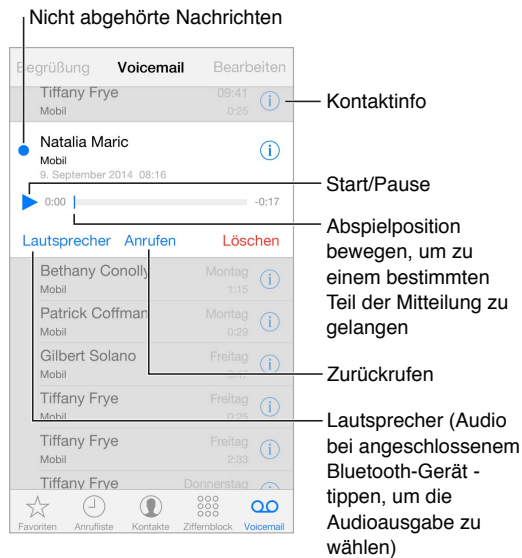 Nicht abgehörte Nachrichten
Begrüßung Voicemail Bearbeiten
Tiffany Frye 09:41
Mobil 0:25
Kontaktinfo
Natalia Maric
Mobil
9. September 2014 08:16
Start/Pause
0:00 -0:17
Abspielposition
bewegen, um zu
einem bestimmten
Teil der Mitteilung zu
gelangen
Lautsprecher Anrufen Löschen
Bethany Conolly Montag
Mobil 1:15
Patrick Coffman Montag
Mobil 0:29
Gilbert Solano Freitag
Mobil
Zurückrufen
Tiffany Frye Freitag
Mobil 0:25
Lautsprecher (Audio
bei angeschlossenem
Bluetooth-Gerät -
tippen, um die
Audioausgabe zu
wählen)
Tiffany Frye Freitag
Mobil 2:33
Tiffany Frye Donnerstag
Favoriten Anrufliste Kontakte Ziffernblock Voicemail